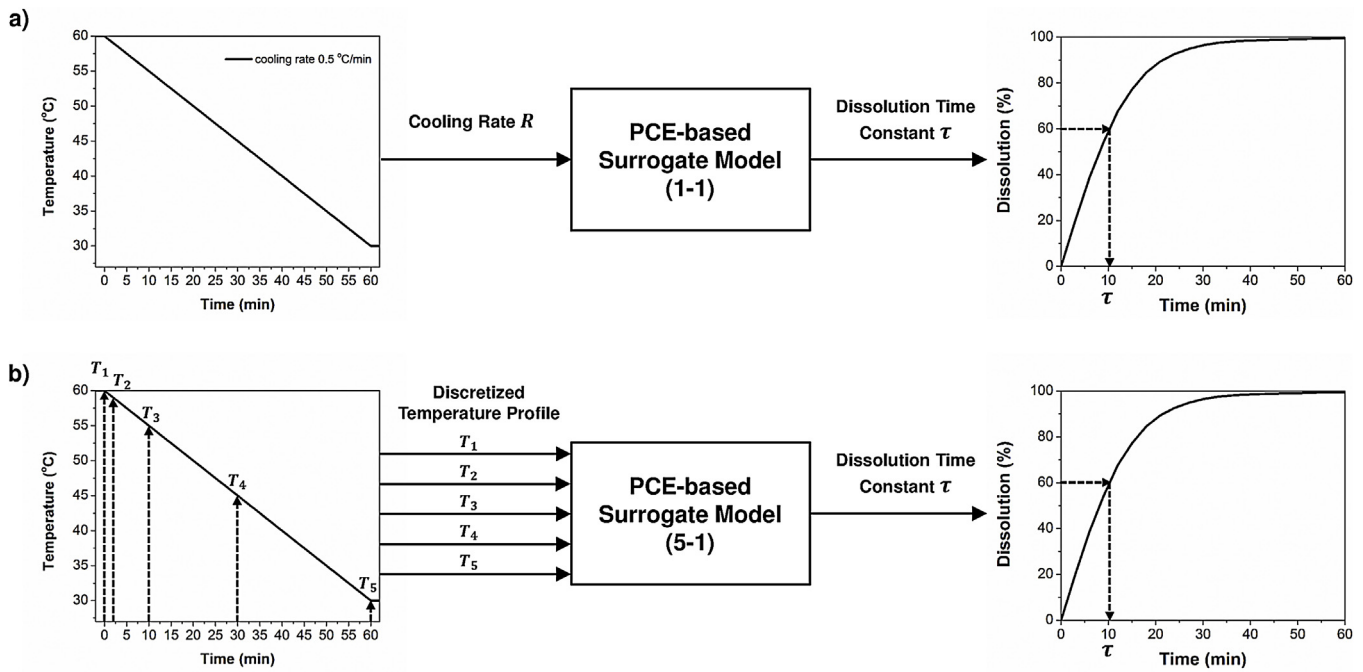 a)
60
55
50
45
40
35
30
Temperature (°C)
cooling rate 0.5 °C/min
0 5 10 15 20 25 30 35 40 45 50 55 60
Time (min)
Cooling Rate R
PCE-based
Surrogate Model
(1-1)
Dissolution Time
Constant τ
100
80
60
40
20
0
Dissolution (%)
0 10 20 30 40 50 60
τ
Time (min)
b)
T1
T2
T3
T4
T5
60
55
50
45
40
35
30
Temperature (°C)
0 5 10 15 20 25 30 35 40 45 50 55 60
Time (min)
Discretized
Temperature Profile
T1
T2
T3
T4
T5
PCE-based
Surrogate Model
(5-1)
Dissolution Time
Constant τ
100
80
60
40
20
0
Dissolution (%)
0 10 20 30 40 50 60
τ
Time (min)